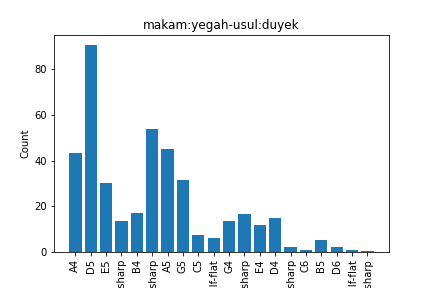 makam:yegah-usul:duyek
80
60
40
20
0
Count
A4
D5
E5
sharp
B4
sharp
A5
G5
C5
lf-flat
G4
sharp
E4
D4
sharp
C6
B5
D6
lf-flat
sharp